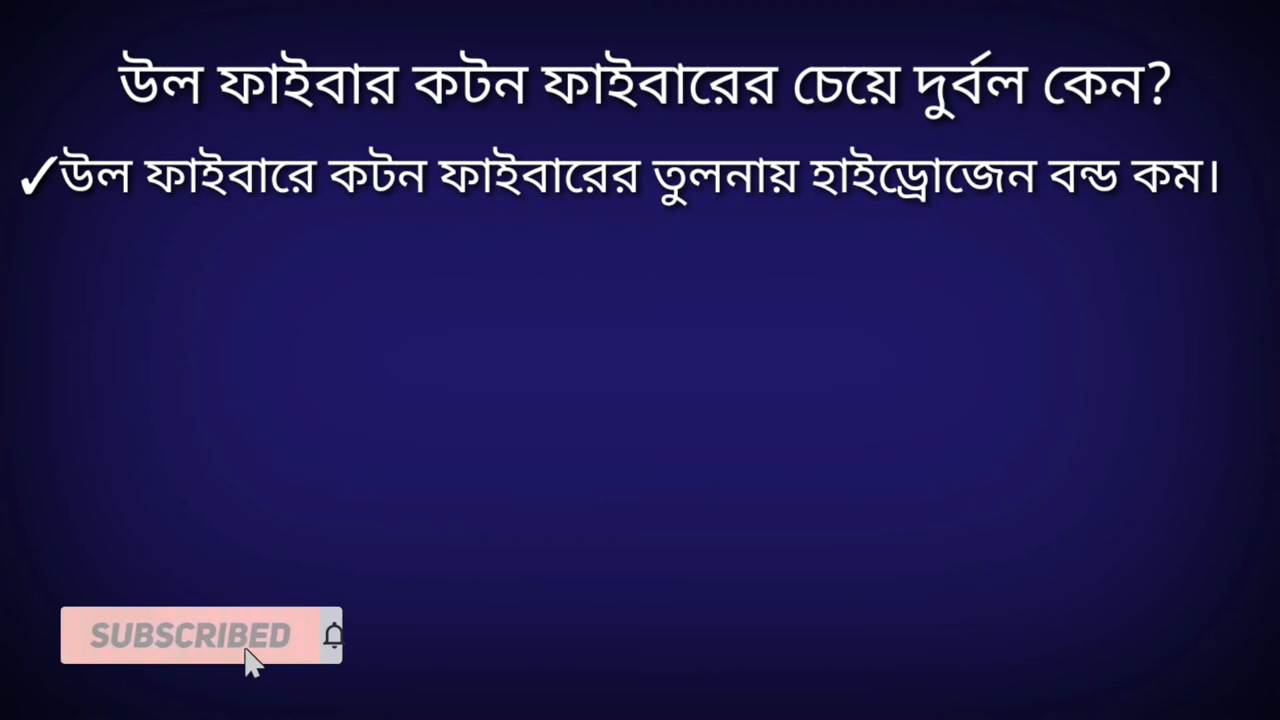 উল ফাইবার কটন ফাইবারের চেয়ে দুর্বল কেন?
✓উল ফাইবারে কটন ফাইবারের তুলনায় হাইড্রোজেন বন্ড কম।
SUBSCRIBED